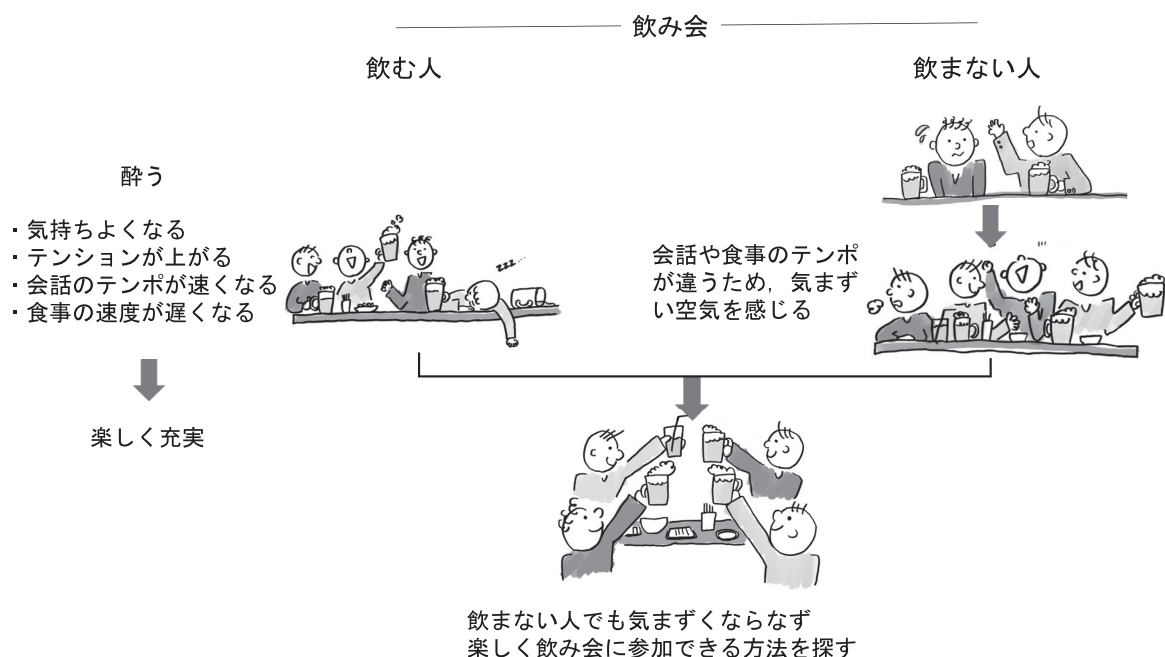 飲み会
飲む人
飲まない人
酔う
・気持ちよくなる
・テンションが上がる
・会話のテンポが速くなる
・食事の速度が遅くなる
楽しく充実
zzz...
会話や食事のテンポ
が違うため，気まず
い空気を感じる
飲まない人でも気まずくならなず
楽しく飲み会に参加できる方法を探す